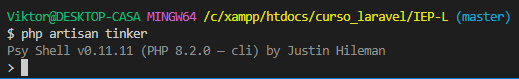 Viktor@DESKTOP-CASA MINGW64 /c/xampp/htdocs/curso_laravel/IEP-L (master)
$ php artisan tinker
Psy Shell v0.11.11 (PHP 8.2.0 — cli) by Justin Hileman
>